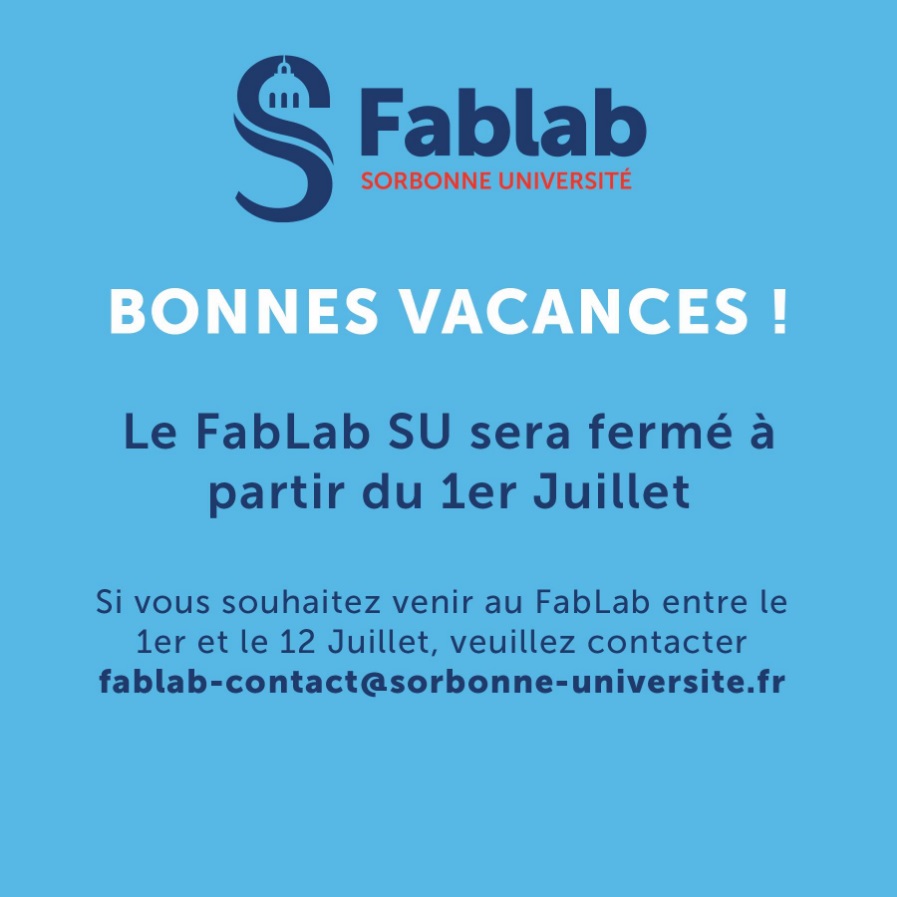 Fablab
SORBONNE UNIVERSITÉ
BONNES VACANCES !
Le FabLab SU sera fermé à
partir du 1er Juillet
Si vous souhaitez venir au FabLab entre le
1er et le 12 Juillet, veuillez contacter
fablab-contact@sorbonne-universite.fr